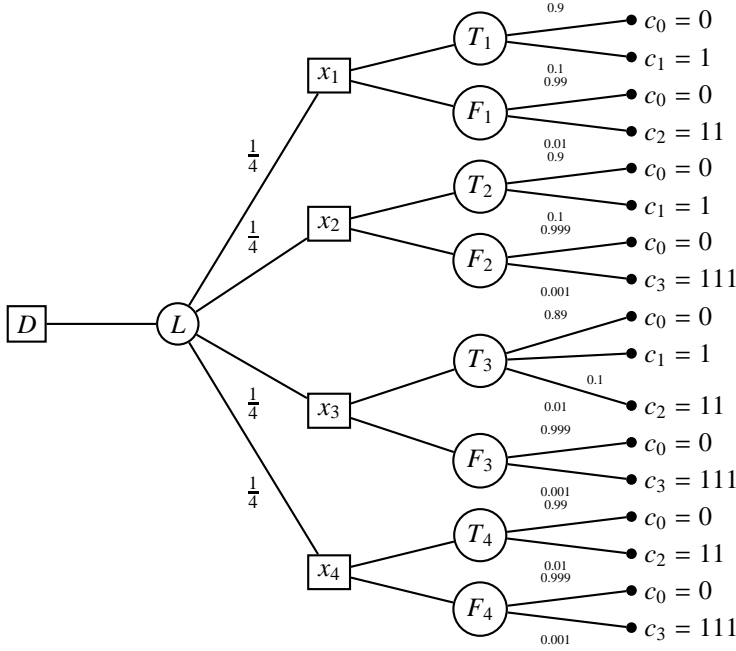 T₁
0.9
c₀ = 0
x₁
c₁ = 1
0.1
0.99
F₁
c₀ = 0
c₂ = 11
1/4
0.01
0.9
T₂
c₀ = 0
c₁ = 1
x₂
1/4
0.1
0.999
F₂
c₀ = 0
c₃ = 111
0.001
D
L
0.89
c₀ = 0
T₃
c₁ = 1
0.1
c₂ = 11
x₃
1/4
0.01
0.999
F₃
c₀ = 0
c₃ = 111
1/4
0.001
0.99
T₄
c₀ = 0
c₂ = 11
x₄
0.01
0.999
F₄
c₀ = 0
c₃ = 111
0.001